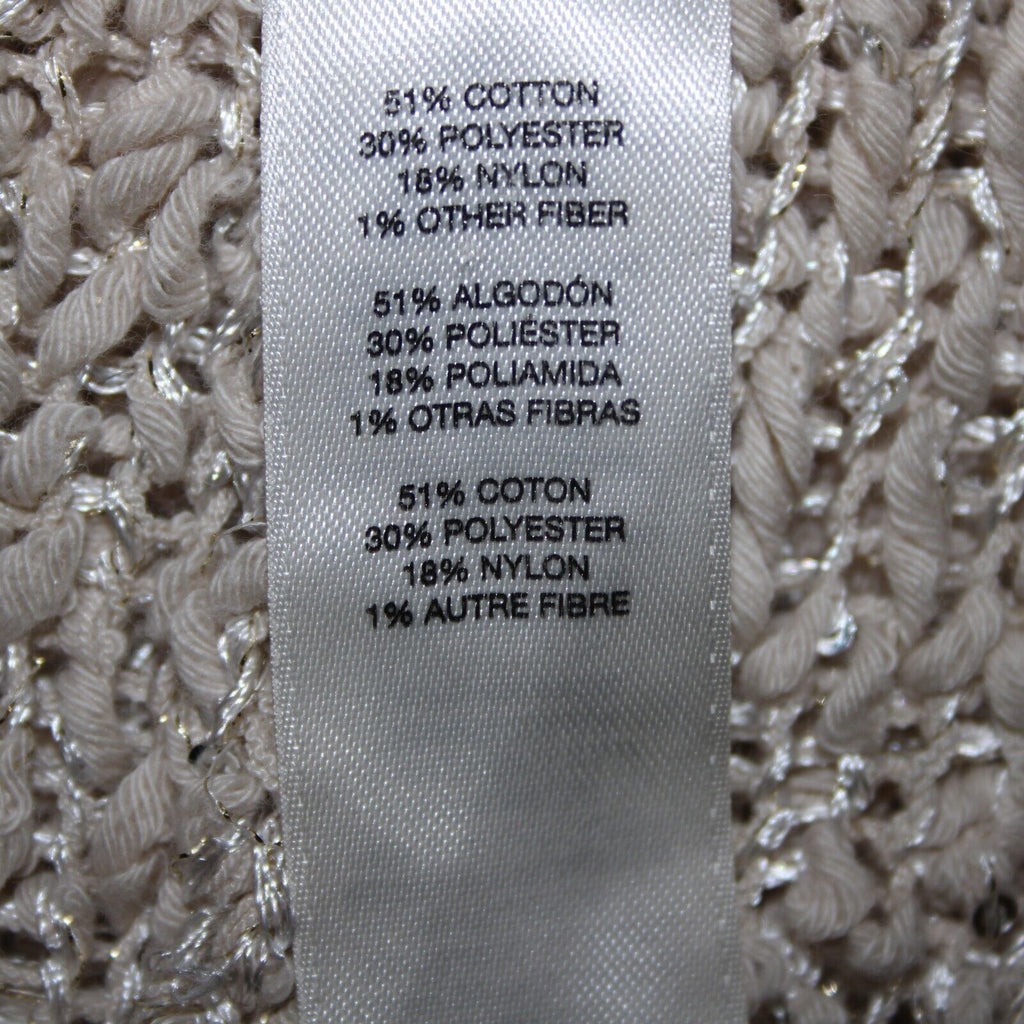 51% COTTON
30% POLYESTER
18% NYLON
1% OTHER FIBER
51% ALGODÓN
30% POLIÉSTER
18% POLIAMIDA
1% OTRAS FIBRAS
51% COTON
30% POLYESTER
18% NYLON
1% AUTRE FIBRE